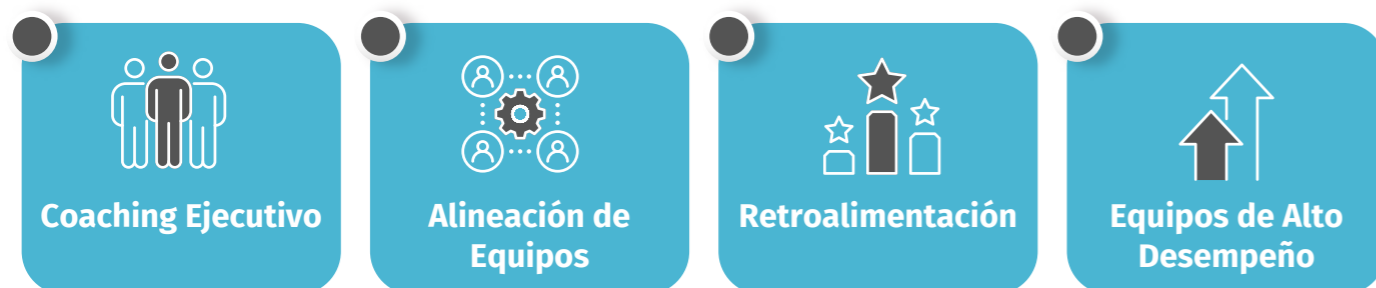 Coaching Ejecutivo
Alineación de
Equipos
Retroalimentación
Equipos de Alto
Desempeño